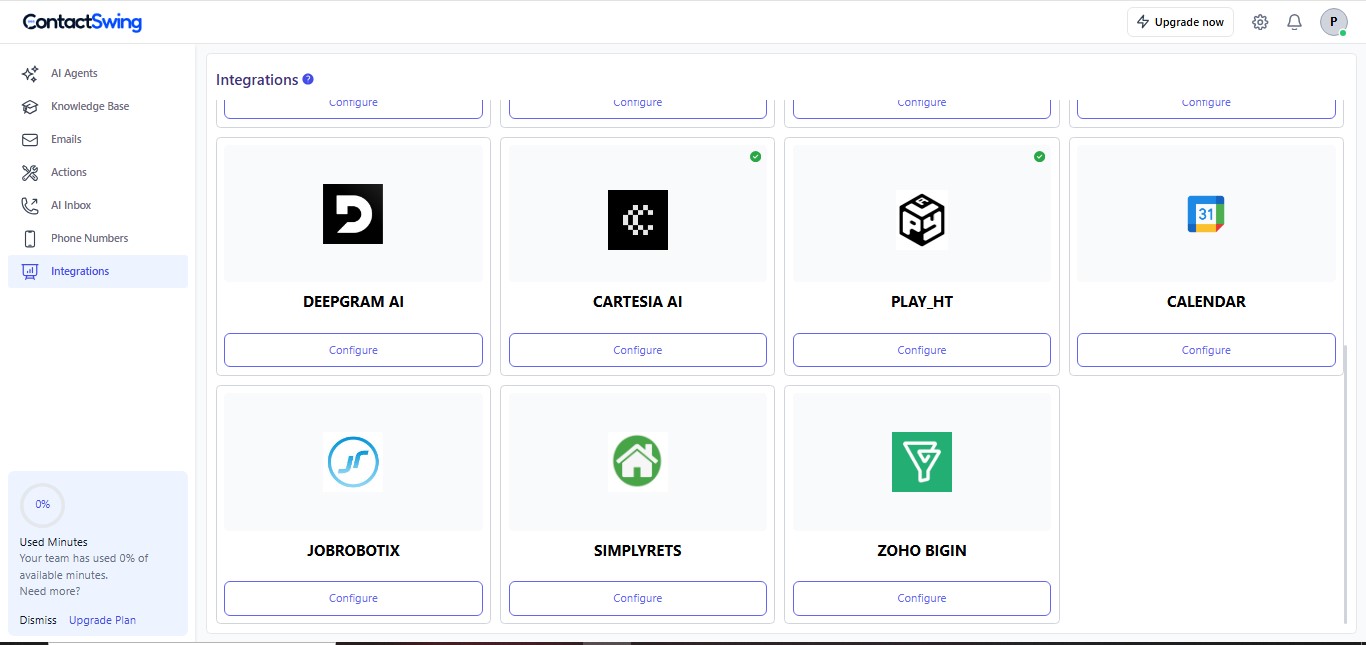 ContactSwing
Upgrade now
P
AI Agents
Knowledge Base
Emails
Actions
AI Inbox
Phone Numbers
Integrations
0%
Used Minutes
Your team has used 0% of
available minutes.
Need more?
Dismiss Upgrade Plan
Integrations ?
Configure Configure Configure Configure
31
DEEPGRAM AI CARTESIA AI PLAY_HT CALENDAR
Configure Configure Configure Configure
JOBROBOTIX SIMPLYRETS ZOHO BIGIN
Configure Configure Configure